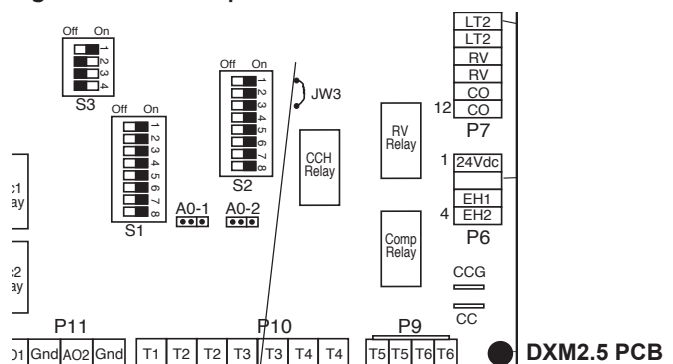 LT2
LT2
RV
RV
CO
12 CO
P7
Off On
1
2
3
4
S3
Off On
1
2
3
4
5
6
7
8
S2
JW3
Off On
1
2
3
4
5
6
7
8
S1
A0-1 A0-2
CCH
Relay
RV
Relay
1 24Vdc
EH1
4 EH2
P6
Comp
Relay
CCG
CC
P11 P10 P9
Gnd AO2 Gnd T1 T2 T2 T3 T3 T4 T4 T5 T5 T6 T6
DXM2.5 PCB